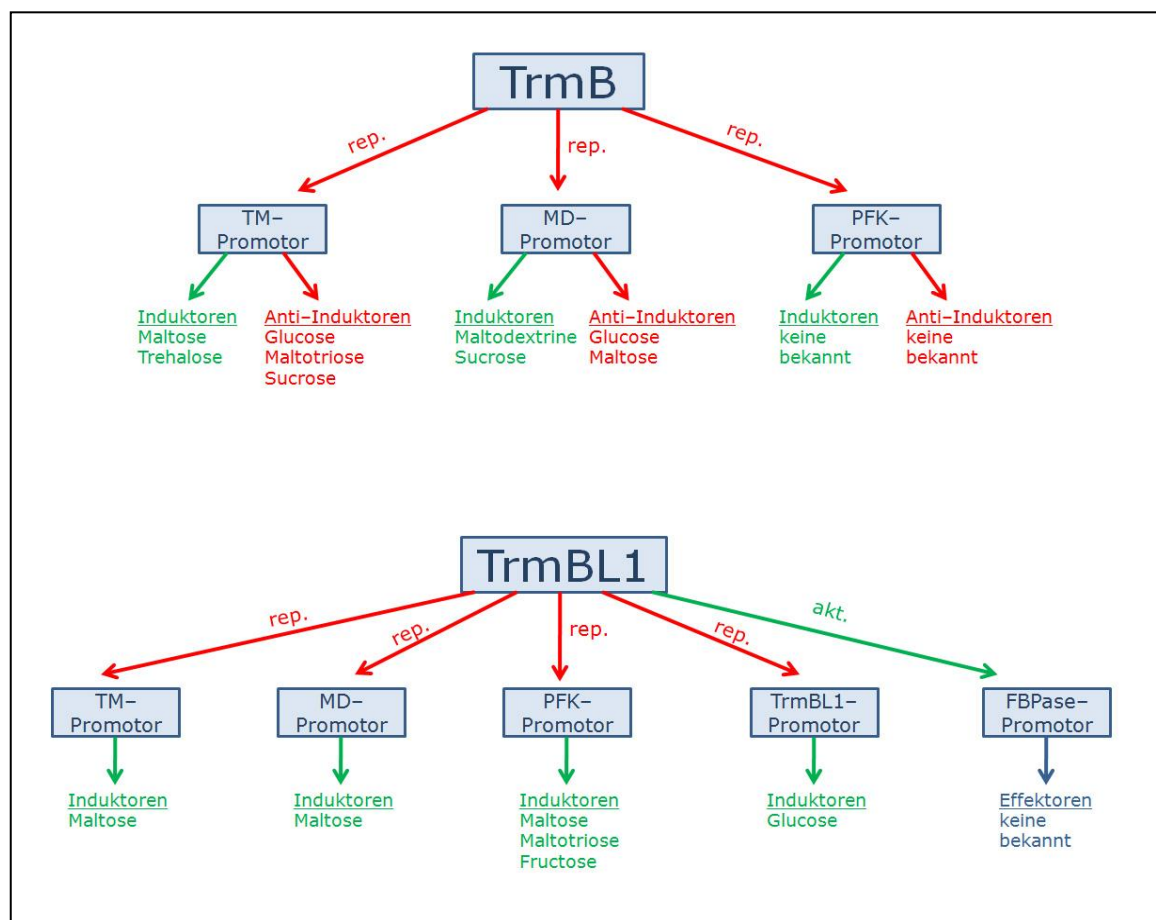 TrmB
rep.
rep.
rep.
TM–
Promotor
MD–
Promotor
PFK–
Promotor
Induktoren
Maltose
Trehalose
Anti–Induktoren
Glucose
Maltotriose
Sucrose
Induktoren
Maltodextrine
Sucrose
Anti–Induktoren
Glucose
Maltose
Induktoren
keine
bekannt
Anti–Induktoren
keine
bekannt
TrmBL1
rep.
rep.
rep.
rep.
akt.
TM–
Promotor
MD–
Promotor
PFK–
Promotor
TrmBL1–
Promotor
FBPase–
Promotor
Induktoren
Maltose
Induktoren
Maltose
Induktoren
Maltose
Maltotriose
Fructose
Induktoren
Glucose
Effektoren
keine
bekannt